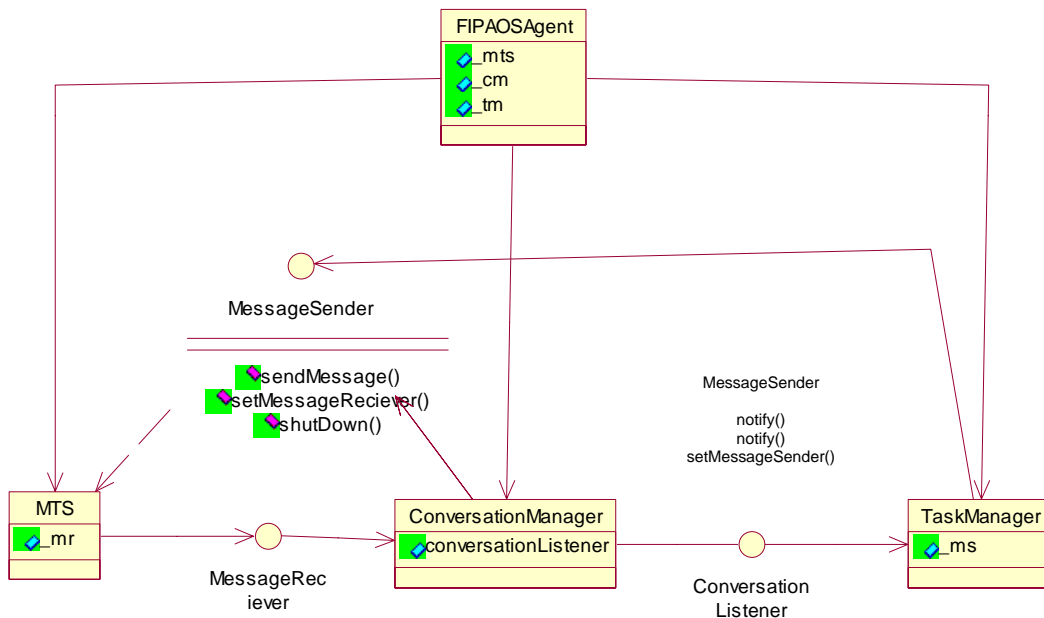 FIPAOSAgent
_mts
_cm
_tm
MessageSender
sendMessage()
setMessageReciever()
shutDown()
MessageSender
notify()
notify()
setMessageSender()
MTS
_mr
MessageRec
iever
ConversationManager
conversationListener
Conversation
Listener
TaskManager
_ms